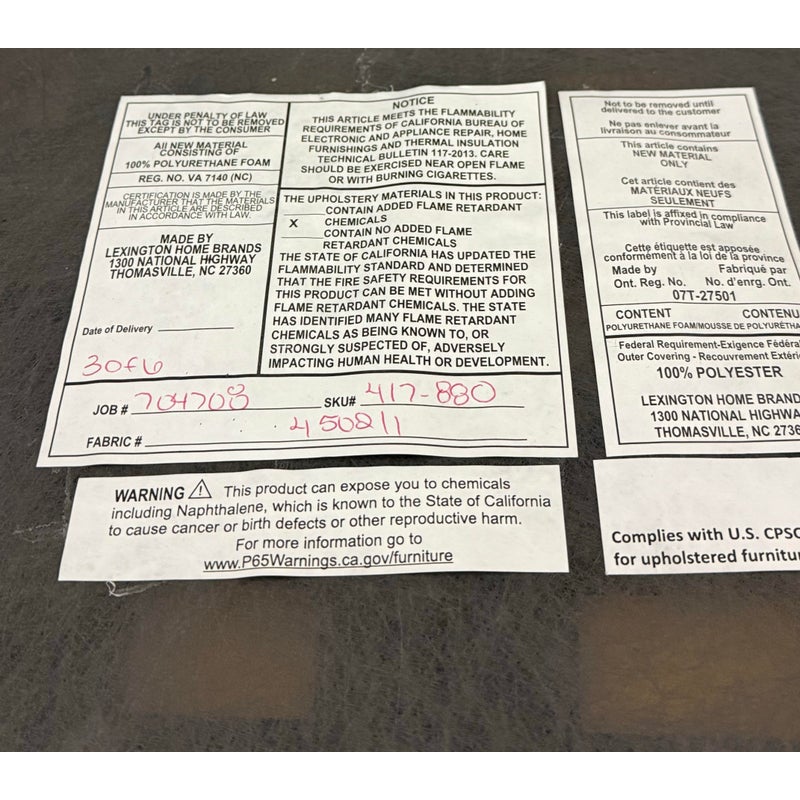 UNDER PENALTY OF LAW
THIS TAG IS NOT TO BE REMOVED
EXCEPT BY THE CONSUMER
All NEW MATERIAL
CONSISTING OF
100% POLYURETHANE FOAM
REG. NO. VA 7140 (NC)
CERTIFICATION IS MADE BY THE
MANUFACTURER THAT THE MATERIALS
IN THIS ARTICLE ARE DESCRIBED
IN ACCORDANCE WITH LAW.
MADE BY
LEXINGTON HOME BRANDS
1300 NATIONAL HIGHWAY
THOMASVILLE, NC 27360
Date of Delivery
3 of 6
NOTICE
THIS ARTICLE MEETS THE FLAMMABILITY
REQUIREMENTS OF CALIFORNIA BUREAU OF
ELECTRONIC AND APPLIANCE REPAIR, HOME
FURNISHINGS AND THERMAL INSULATION
TECHNICAL BULLETIN 117-2013. CARE
SHOULD BE EXERCISED NEAR OPEN FLAME
OR WITH BURNING CIGARETTES.
THE UPHOLSTERY MATERIALS IN THIS PRODUCT:
CONTAIN ADDED FLAME RETARDANT
X CHEMICALS
CONTAIN NO ADDED FLAME
RETARDANT CHEMICALS
THE STATE OF CALIFORNIA HAS UPDATED THE
FLAMMABILITY STANDARD AND DETERMINED
THAT THE FIRE SAFETY REQUIREMENTS FOR
THIS PRODUCT CAN BE MET WITHOUT ADDING
FLAME RETARDANT CHEMICALS. THE STATE
HAS IDENTIFIED MANY FLAME RETARDANT
CHEMICALS AS BEING KNOWN TO, OR
STRONGLY SUSPECTED OF, ADVERSELY
IMPACTING HUMAN HEALTH OR DEVELOPMENT.
JOB # 704708 SKU# 417-880
FABRIC # 450211
WARNING ⚠ This product can expose you to chemicals
including Naphthalene, which is known to the State of California
to cause cancer or birth defects or other reproductive harm.
For more information go to
www.P65Warnings.ca.gov/furniture
Not to be removed until
delivered to the customer
Ne pas enlever avant la
livraison au consommateur
This article contains
NEW MATERIAL
ONLY
Cet article contient des
MATÉRIAUX NEUFS
SEULEMENT
This label is affixed in compliance
with Provincial Law
Cette étiquette est apposée
conformément à la loi de la province
Made by Fabriqué par
Ont. Reg. No. No. d'enrg. Ont.
07T-27501
CONTENT CONTENU
POLYURETHANE FOAM/MOUSSE DE POLYURÉTHA
Federal Requirement-Exigence Fédéra
Outer Covering - Recouvrement Extéri
100% POLYESTER
LEXINGTON HOME BRAND
1300 NATIONAL HIGHWA
THOMASVILLE, NC 2736
Complies with U.S. CPSC
for upholstered furnitu